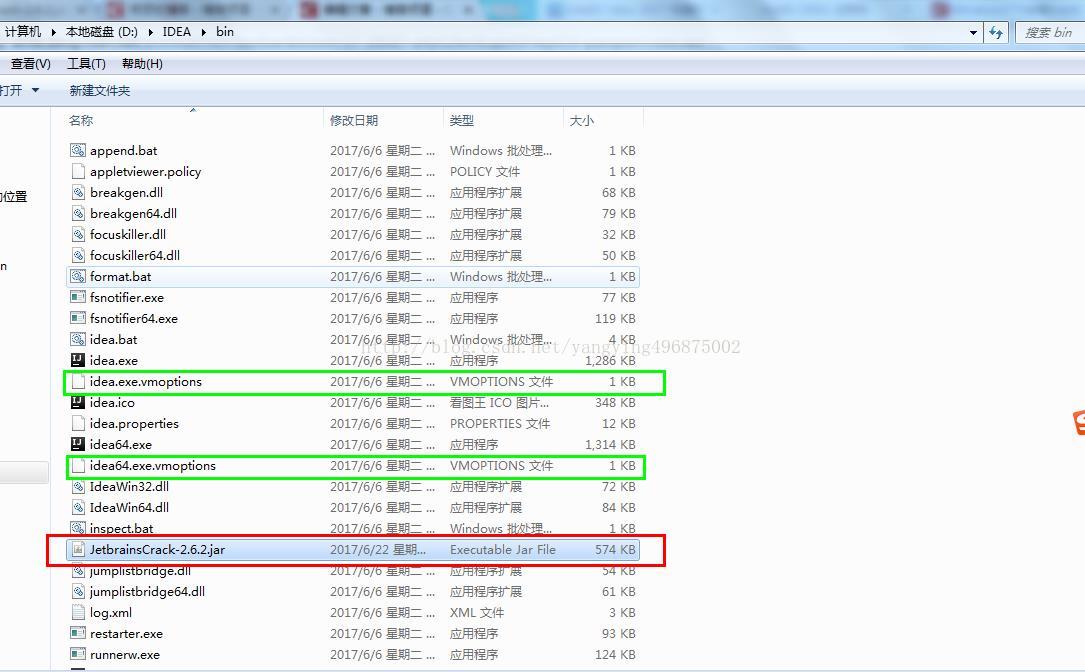 计算机 ▸ 本地磁盘 (D:) ▸ IDEA ▸ bin
搜索 bin
查看(V) 工具(T) 帮助(H)
打开 新建文件夹
名称 修改日期 类型 大小
append.bat 2017/6/6 星期二 ... Windows 批处理... 1 KB
appletviewer.policy 2017/6/6 星期二 ... POLICY 文件 1 KB
breakgen.dll 2017/6/6 星期二 ... 应用程序扩展 68 KB
breakgen64.dll 2017/6/6 星期二 ... 应用程序扩展 79 KB
focuskiller.dll 2017/6/6 星期二 ... 应用程序扩展 32 KB
focuskiller64.dll 2017/6/6 星期二 ... 应用程序扩展 50 KB
format.bat 2017/6/6 星期二 ... Windows 批处理... 1 KB
fsnotifier.exe 2017/6/6 星期二 ... 应用程序 77 KB
fsnotifier64.exe 2017/6/6 星期二 ... 应用程序 119 KB
idea.bat 2017/6/6 星期二 ... Windows 批处理... 4 KB
http://blog.csdn.net/yangying496875002
idea.exe 2017/6/6 星期二 ... 应用程序 1,286 KB
idea.exe.vmoptions 2017/6/6 星期二 ... VMOPTIONS 文件 1 KB
idea.ico 2017/6/6 星期二 ... 看图王 ICO 图片... 348 KB
idea.properties 2017/6/6 星期二 ... PROPERTIES 文件 12 KB
idea64.exe 2017/6/6 星期二 ... 应用程序 1,314 KB
idea64.exe.vmoptions 2017/6/6 星期二 ... VMOPTIONS 文件 1 KB
IdeaWin32.dll 2017/6/6 星期二 ... 应用程序扩展 72 KB
IdeaWin64.dll 2017/6/6 星期二 ... 应用程序扩展 84 KB
inspect.bat 2017/6/6 星期二 ... Windows 批处理... 1 KB
JetbrainsCrack-2.6.2.jar 2017/6/22 星期... Executable Jar File 574 KB
jumplistbridge.dll 2017/6/6 星期二 ... 应用程序扩展 54 KB
jumplistbridge64.dll 2017/6/6 星期二 ... 应用程序扩展 61 KB
log.xml 2017/6/6 星期二 ... XML 文件 3 KB
restarter.exe 2017/6/6 星期二 ... 应用程序 93 KB
runnerw.exe 2017/6/6 星期二 ... 应用程序 124 KB
的位置
n